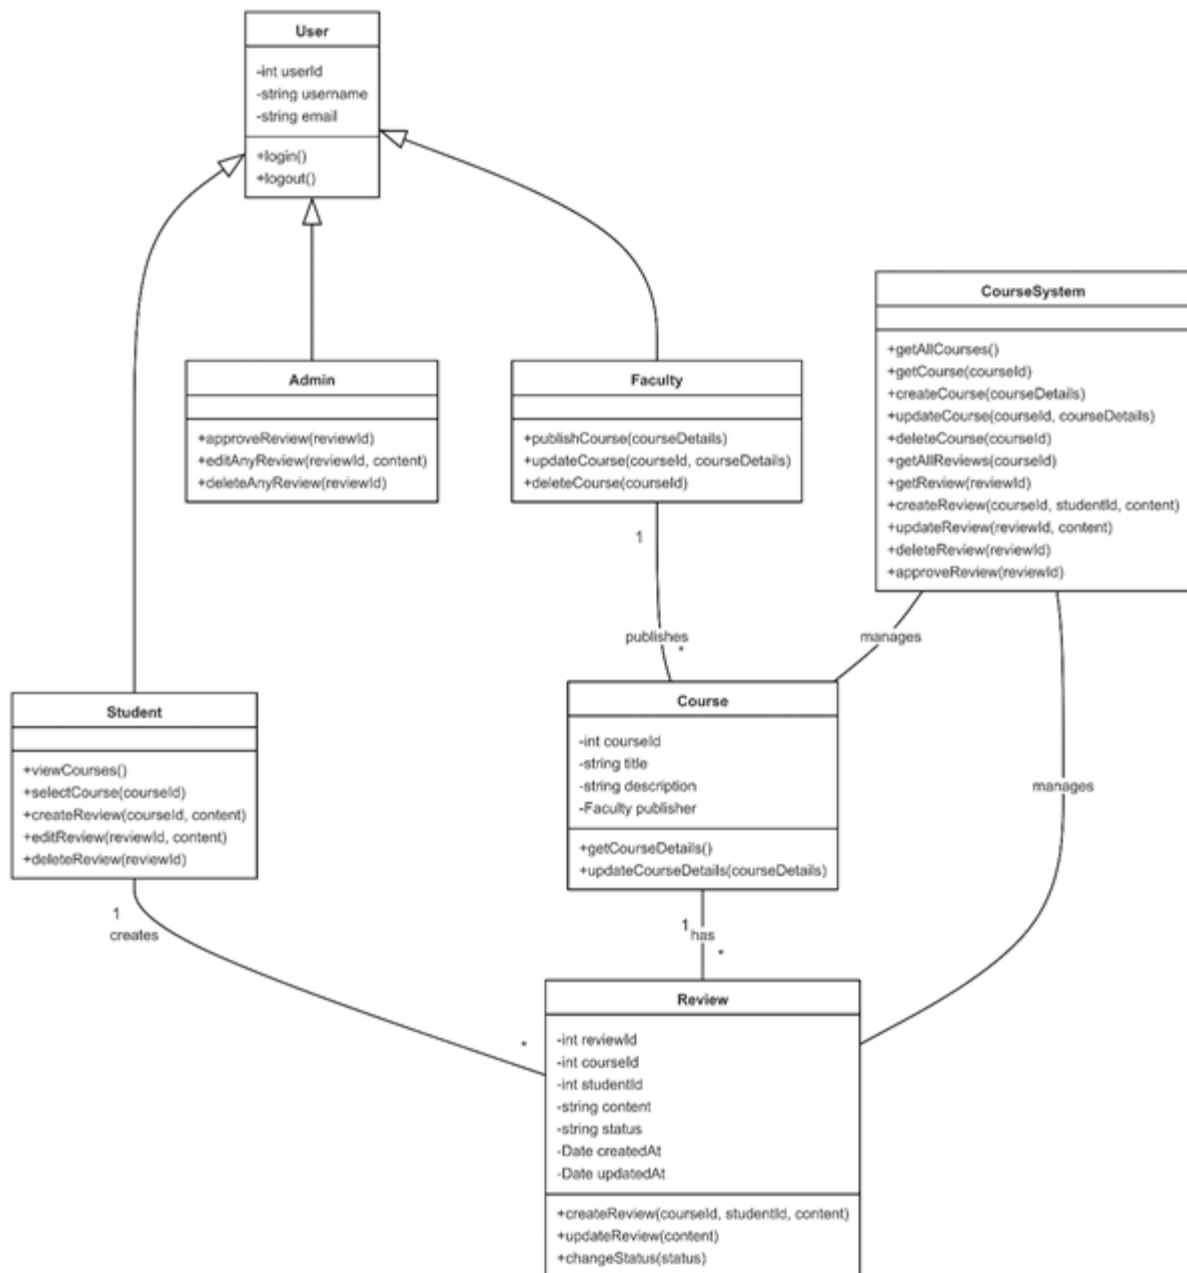 User
-int userId
-string username
-string email
+login()
+logout()
CourseSystem
+getAllCourses()
+getCourse(courseId)
+createCourse(courseDetails)
+updateCourse(courseId, courseDetails)
+deleteCourse(courseId)
+getAllReviews(courseId)
+getReview(reviewId)
+createReview(courseId, studentId, content)
+updateReview(reviewId, content)
+deleteReview(reviewId)
+approveReview(reviewId)
Admin
+approveReview(reviewId)
+editAnyReview(reviewId, content)
+deleteAnyReview(reviewId)
Faculty
+publishCourse(courseDetails)
+updateCourse(courseId, courseDetails)
+deleteCourse(courseId)
1
publishes
*
manages
Student
+viewCourses()
+selectCourse(courseId)
+createReview(courseId, content)
+editReview(reviewId, content)
+deleteReview(reviewId)
Course
-int courseId
-string title
-string description
-Faculty publisher
+getCourseDetails()
+updateCourseDetails(courseDetails)
manages
1
creates
*
1
has
*
Review
-int reviewId
-int courseId
-int studentId
-string content
-string status
-Date createdAt
-Date updatedAt
+createReview(courseId, studentId, content)
+updateReview(content)
+changeStatus(status)